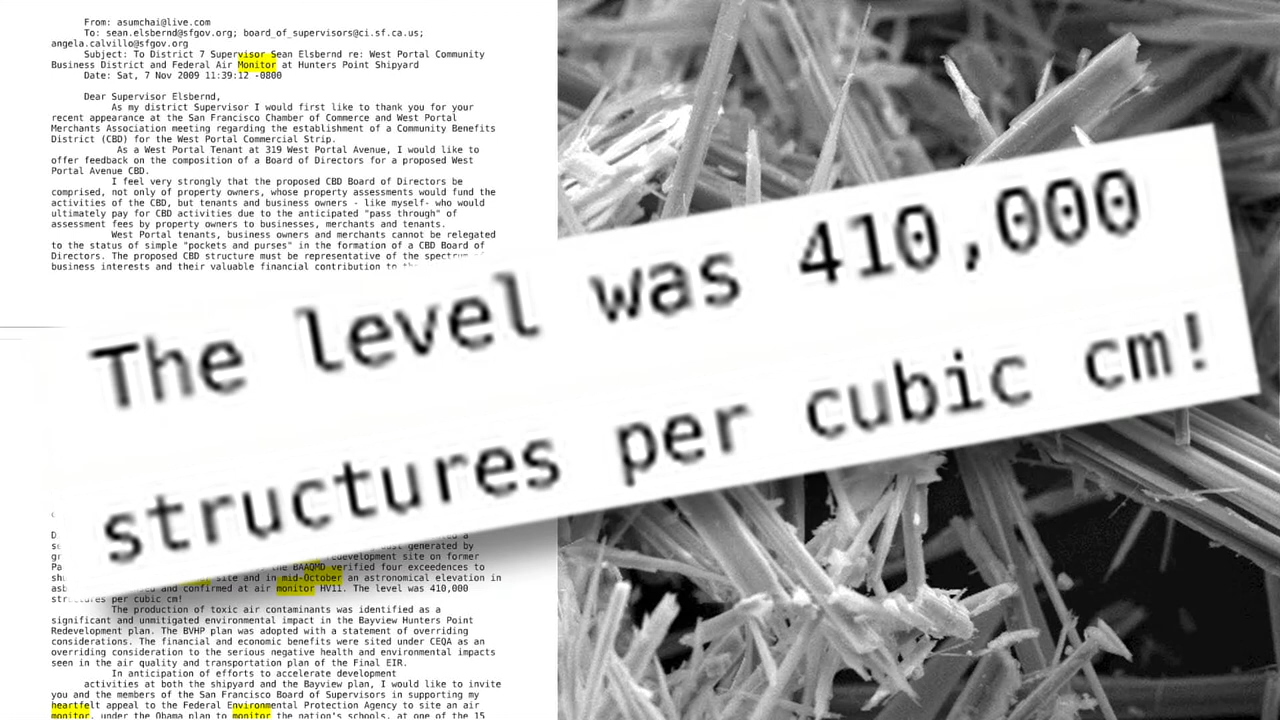 From: asumchai@live.com
To: sean.elsbernd@sfgov.org; board_of_supervisors@ci.sf.ca.us;
angela.calvillo@sfgov.org
Subject: To District 7 Supervisor Sean Elsbernd re: West Portal Community
Business District and Federal Air Monitor at Hunters Point Shipyard
Date: Sat, 7 Nov 2009 11:39:12 -0800
Dear Supervisor Elsbernd,
As my district Supervisor I would first like to thank you for your
recent appearance at the San Francisco Chamber of Commerce and West Portal
Merchants Association meeting regarding the establishment of a Community Benefits
District (CBD) for the West Portal Commercial Strip.
As a West Portal Tenant at 319 West Portal Avenue, I would like to
offer feedback on the composition of a Board of Directors for a proposed West
Portal Avenue CBD.
I feel very strongly that the proposed CBD Board of Directors be
comprised, not only of property owners, whose property assessments would fund the
activities of the CBD, but tenants and business owners - like myself- who would
ultimately pay for CBD activities due to the anticipated "pass through" of
assessment fees by property owners to businesses, merchants and tenants.
West Portal tenants, business owners and merchants cannot be relegated
to the status of simple "pockets and purses" in the formation of a CBD Board of
Directors. The proposed CBD structure must be representative of the spectrum of
business interests and their valuable financial contribution to
The level was 410,000
structures per cubic cm!
generated by
redevelopment site on former
the BAAQMD verified four exceedences to
site and in mid-October an astronomical elevation in
and confirmed at air monitor HV11. The level was 410,000
structures per cubic cm!
The production of toxic air contaminants was identified as a
significant and unmitigated environmental impact in the Bayview Hunters Point
Redevelopment plan. The BVHP plan was adopted with a statement of overriding
considerations. The financial and economic benefits were sited under CEQA as an
overriding consideration to the serious negative health and environmental impacts
seen in the air quality and transportation plan of the Final EIR.
In anticipation of efforts to accelerate development
activities at both the shipyard and the Bayview plan, I would like to invite
you and the members of the San Francisco Board of Supervisors in supporting my
heartfelt appeal to the Federal Environmental Protection Agency to site an air
monitor, under the Obama plan to monitor the nation's schools, at one of the 15